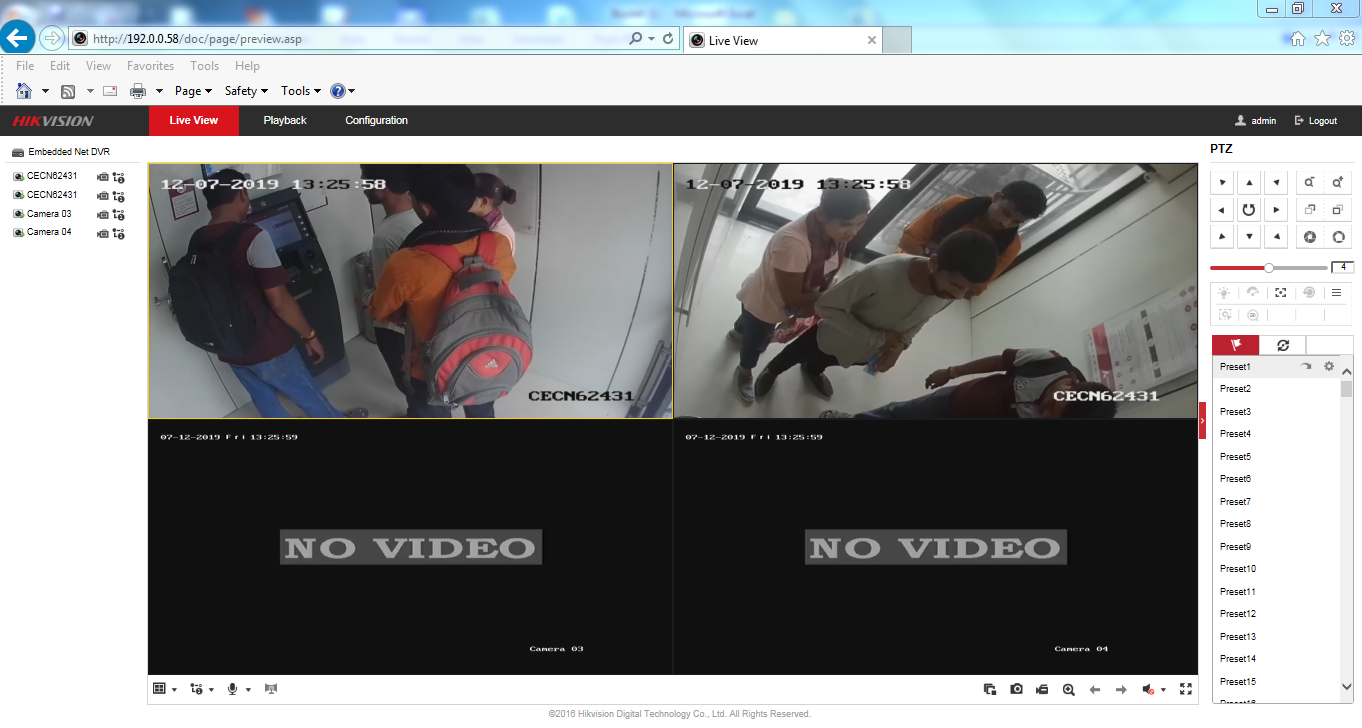 http://192.0.0.58/doc/page/preview.asp
Live View
File Edit View Favorites Tools Help
Page Safety Tools
HIKVISION Live View Playback Configuration admin Logout
Embedded Net DVR
CECN62431
CECN62431
Camera 03
Camera 04
12-07-2019 13:25:58
CECN62431
12-07-2019 13:25:58
CECN62431
07-12-2019 Fri 13:25:59
NO VIDEO
Camera 03
07-12-2019 Fri 13:25:59
NO VIDEO
Camera 04
PTZ
4
Preset1
Preset2
Preset3
Preset4
Preset5
Preset6
Preset7
Preset8
Preset9
Preset10
Preset11
Preset12
Preset13
Preset14
Preset15
©2016 Hikvision Digital Technology Co., Ltd. All Rights Reserved.